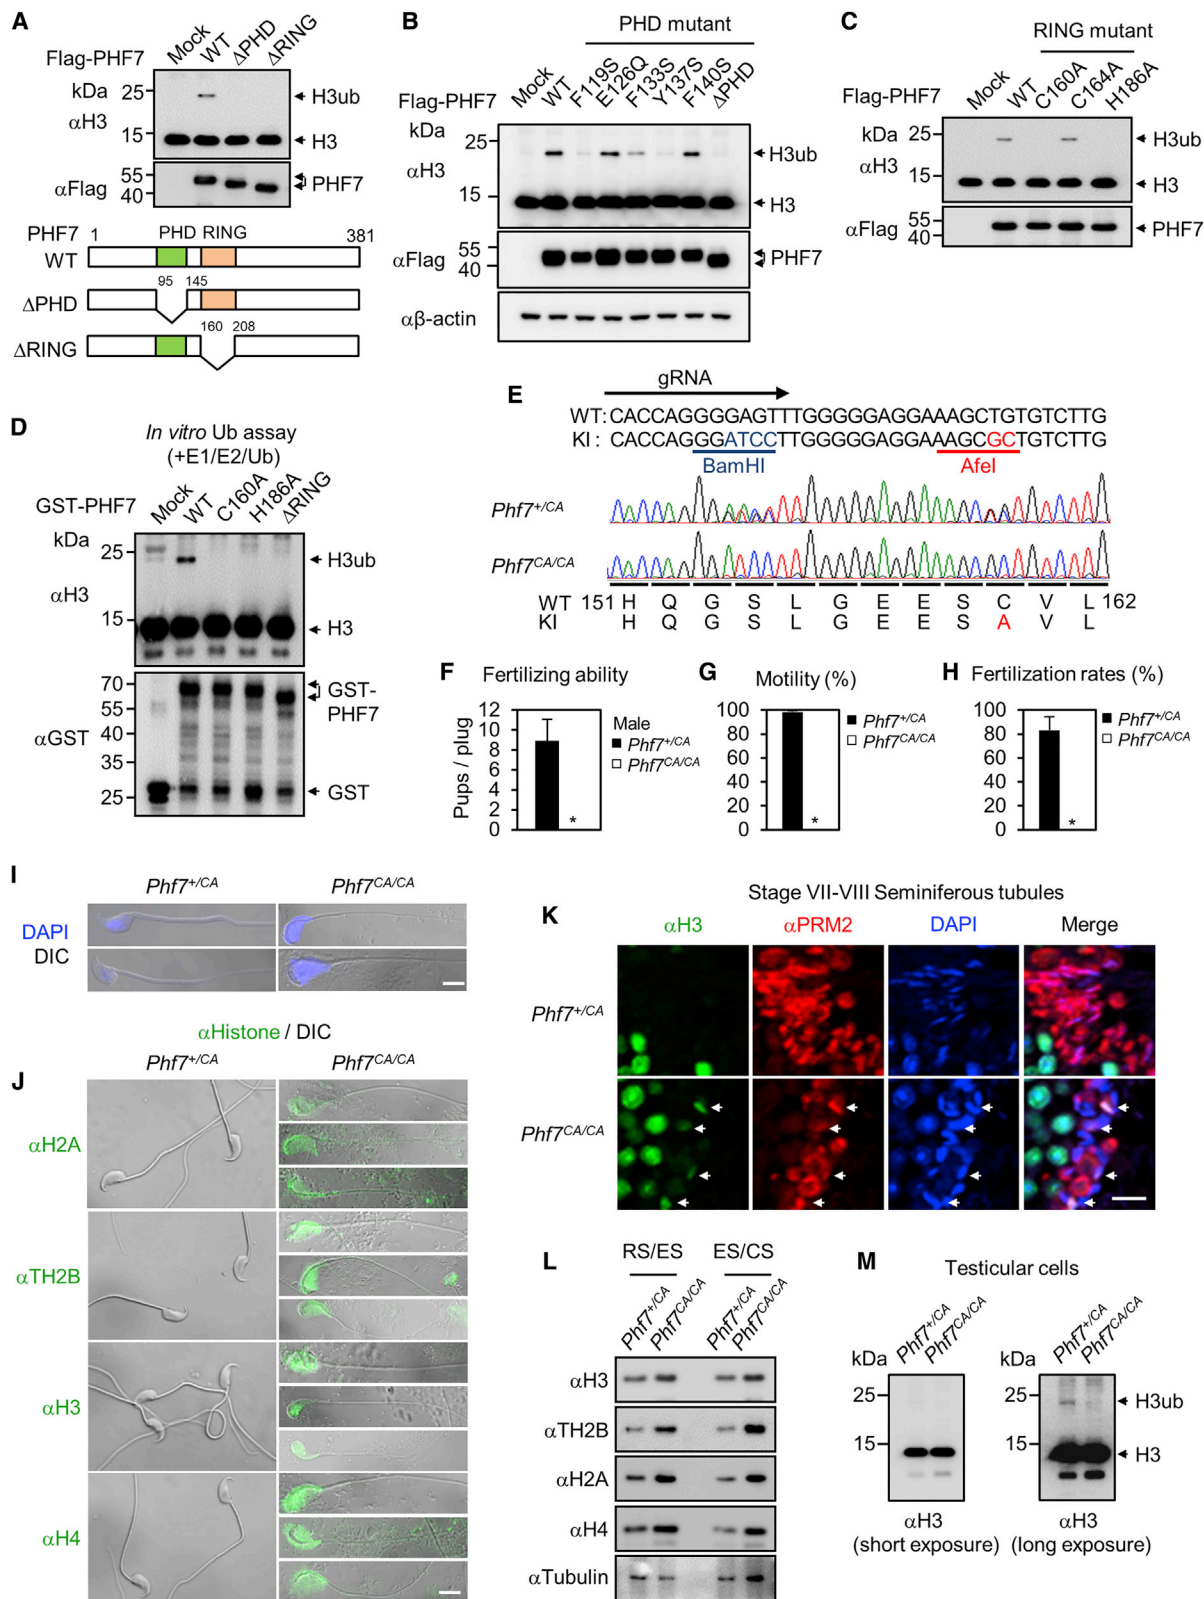 A
Flag-PHF7
Mock
WT
ΔPHD
ΔRING
kDa
25
H3ub
αH3
15
H3
αFlag
55
40
PHF7
PHF7
WT
1
PHD RING
381
95
145
ΔPHD
160
208
ΔRING
B
PHD mutant
Flag-PHF7
Mock
WT
F119S
E126Q
F133S
Y137S
F140S
ΔPHD
kDa
25
αH3
H3ub
15
H3
αFlag
55
40
PHF7
αβ-actin
C
RING mutant
Flag-PHF7
Mock
WT
C160A
C164A
H186A
kDa
25
H3ub
αH3
15
H3
αFlag
55
40
PHF7
D
In vitro Ub assay
(+E1/E2/Ub)
GST-PHF7
Mock
WT
C160A
H186A
ΔRING
kDa
25
H3ub
αH3
15
H3
70
55
40
35
25
αGST
GST-
PHF7
GST
E
gRNA
WT: CACCAGGGGAGTTTGGGGGAGGAAAGCTGTGTCTTG
KI : CACCAGGGATCCTTGGGGGAGGAAAGCGCTGTCTTG
BamHI
AfeI
Phf7+/CA
Phf7CA/CA
WT 151 H Q G S L G E E S C V L 162
KI H Q G S L G E E S A V L
F
Fertilizing ability
Pups / plug
12
10
8
6
4
2
0
*
Male
Phf7+/CA
Phf7CA/CA
G
Motility (%)
100
80
60
40
20
0
*
Phf7+/CA
Phf7CA/CA
H
Fertilization rates (%)
100
80
60
40
20
0
*
Phf7+/CA
Phf7CA/CA
I
Phf7+/CA
Phf7CA/CA
DAPI
DIC
αHistone / DIC
Phf7+/CA
Phf7CA/CA
J
αH2A
αTH2B
αH3
αH4
K
Stage VII-VIII Seminiferous tubules
αH3
αPRM2
DAPI
Merge
Phf7+/CA
Phf7CA/CA
L
RS/ES
ES/CS
Phf7+/CA
Phf7CA/CA
Phf7+/CA
Phf7CA/CA
αH3
αTH2B
αH2A
αH4
αTubulin
M
Testicular cells
Phf7+/CA
Phf7CA/CA
kDa
25
15
αH3
(short exposure)
Phf7+/CA
Phf7CA/CA
kDa
25
15
H3ub
H3
αH3
(long exposure)